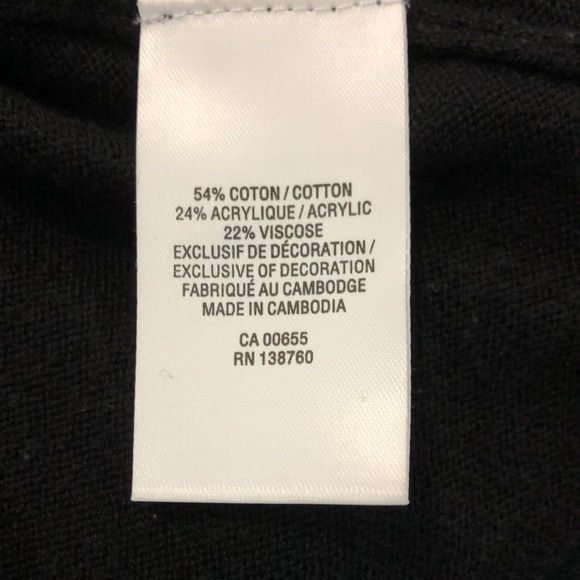 54% COTON / COTTON
24% ACRYLIQUE / ACRYLIC
22% VISCOSE
EXCLUSIF DE DÉCORATION /
EXCLUSIVE OF DECORATION
FABRIQUÉ AU CAMBODGE
MADE IN CAMBODIA
CA 00655
RN 138760